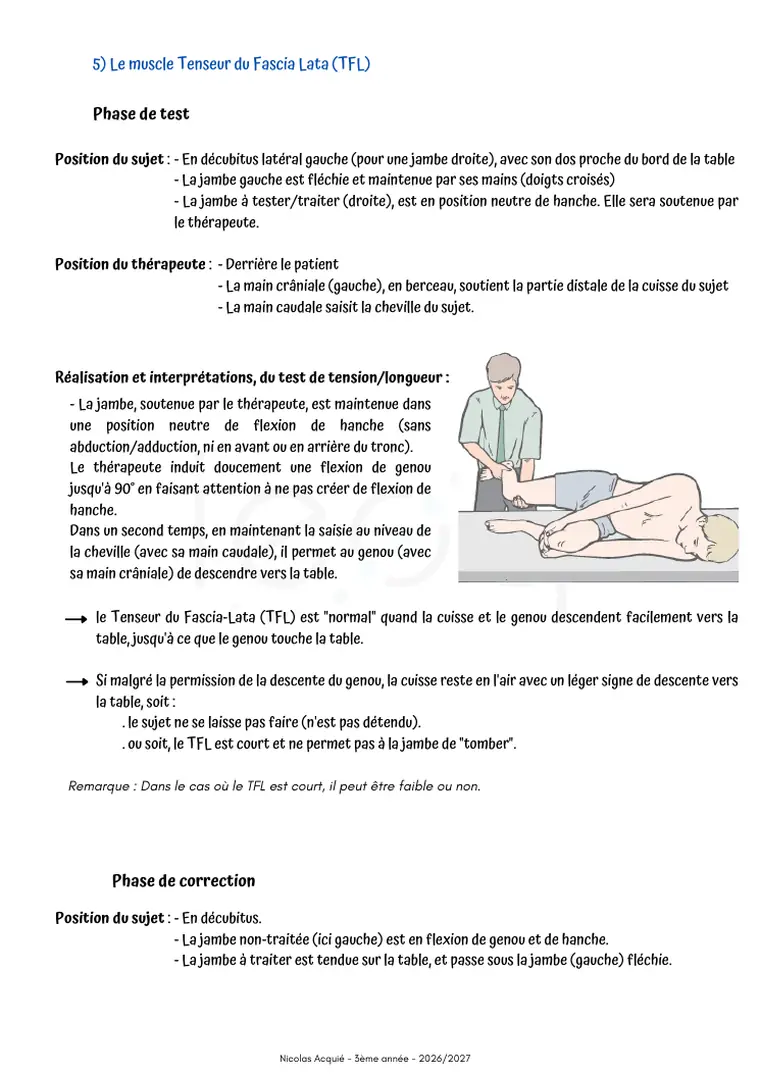 5) Le muscle Tenseur du Fascia Lata (TFL)
Phase de test
Position du sujet : - En décubitus latéral gauche (pour une jambe droite), avec son dos proche du bord de la table
- La jambe gauche est fléchie et maintenue par ses mains (doigts croisés)
- La jambe à tester/traiter (droite), est en position neutre de hanche. Elle sera soutenue par
le thérapeute.
Position du thérapeute : - Derrière le patient
- La main crâniale (gauche), en berceau, soutient la partie distale de la cuisse du sujet
- La main caudale saisit la cheville du sujet.
Réalisation et interprétations, du test de tension/longueur :
- La jambe, soutenue par le thérapeute, est maintenue dans
une position neutre de flexion de hanche (sans
abduction/adduction, ni en avant ou en arrière du tronc).
Le thérapeute induit doucement une flexion de genou
jusqu'à 90° en faisant attention à ne pas créer de flexion de
hanche.
Dans un second temps, en maintenant la saisie au niveau de
la cheville (avec sa main caudale), il permet au genou (avec
sa main crâniale) de descendre vers la table.
→ le Tenseur du Fascia-Lata (TFL) est "normal" quand la cuisse et le genou descendent facilement vers la
table, jusqu'à ce que le genou touche la table.
→ Si malgré la permission de la descente du genou, la cuisse reste en l'air avec un léger signe de descente vers
la table, soit :
. le sujet ne se laisse pas faire (n'est pas détendu).
. ou soit, le TFL est court et ne permet pas à la jambe de "tomber".
Remarque : Dans le cas où le TFL est court, il peut être faible ou non.
Phase de correction
Position du sujet : - En décubitus.
- La jambe non-traitée (ici gauche) est en flexion de genou et de hanche.
- La jambe à traiter est tendue sur la table, et passe sous la jambe (gauche) fléchie.
Nicolas Acquié - 3ème année - 2026/2027